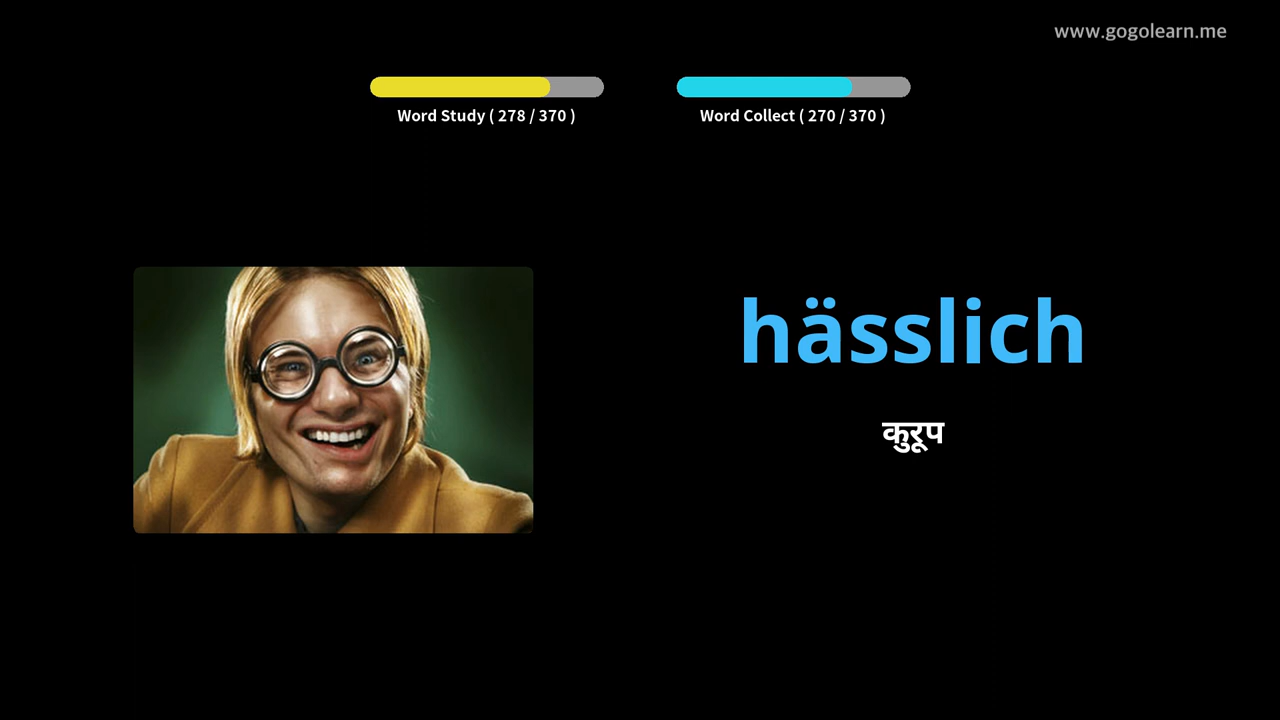 www.gogolearn.me
Word Study ( 278 / 370 )
Word Collect ( 270 / 370 )
hässlich
कुरूप